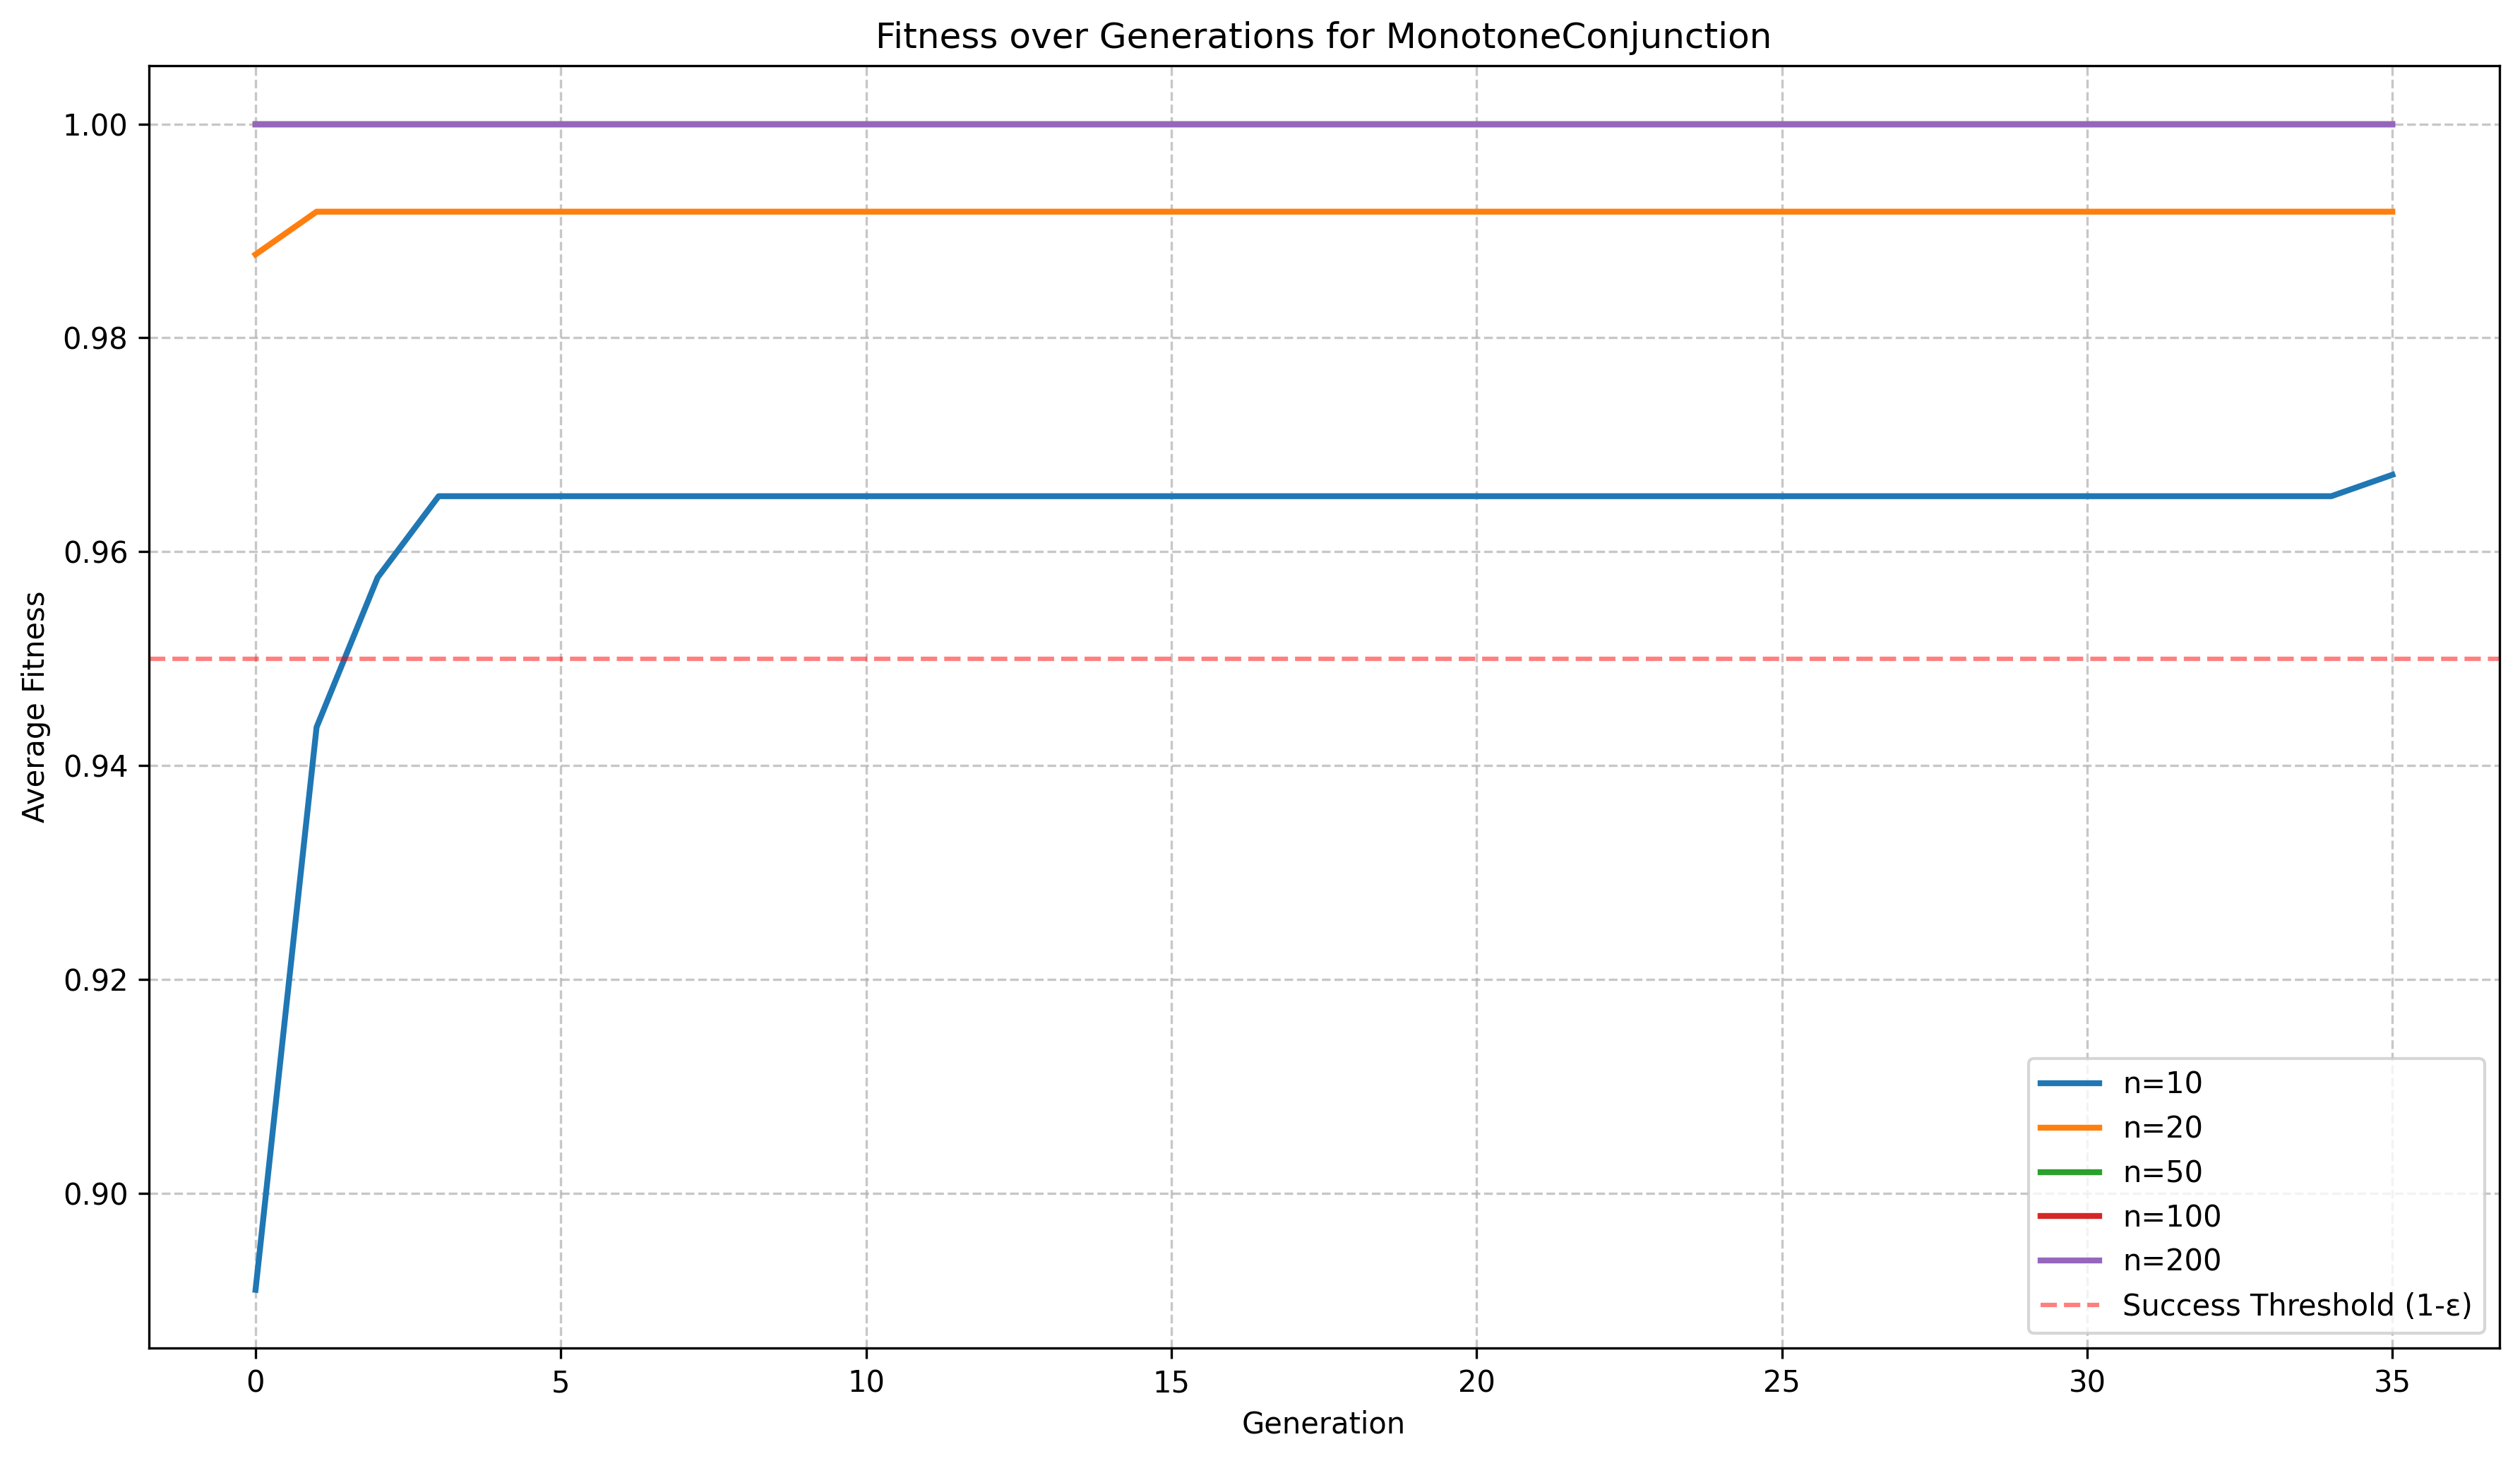 Fitness over Generations for MonotoneConjunction
1.00
0.98
0.96
0.94
0.92
0.90
Average Fitness
0 5 10 15 20 25 30 35
Generation
n=10
n=20
n=50
n=100
n=200
Success Threshold (1-ε)